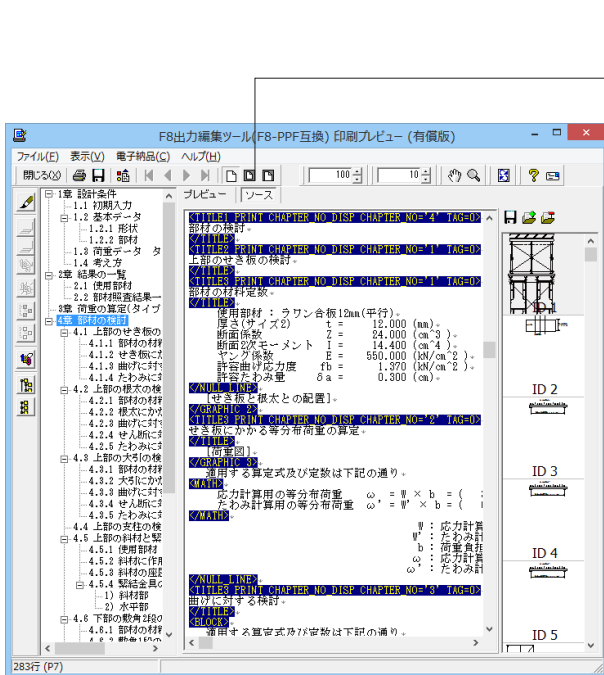 F8出力編集ツール(F8-PPF互換) 印刷プレビュー (有償版)
ファイル(F) 表示(V) 電子納品(C) ヘルプ(H)
閉じる(X) 100 10
1章 設計条件
1.1 初期入力
1.2 基本データ
1.2.1 形状
1.2.2 部材
1.3 荷重データ タ
1.4 考え方
2章 結果の一覧
2.1 使用部材
2.2 部材照査結果一
3章 荷重の算定(タイプ
4章 部材の検討
4.1 上部のせき板の
4.1.1 部材の材料
4.1.2 せき板にか
4.1.3 曲げに対す
4.1.4 たわみに対
4.2 上部の根太の検
4.2.1 部材の材料
4.2.2 根太にかか
4.2.3 曲げに対す
4.2.4 せん断に対
4.2.5 たわみに対
4.3 上部の大引の検
4.3.1 部材の材料
4.3.2 大引にかか
4.3.3 曲げに対す
4.3.4 せん断に対
4.3.5 たわみに対
4.4 上部の支柱の検
4.5 上部の斜材と緊
4.5.1 使用部材
4.5.2 斜材に作用
4.5.3 斜材の座屈
4.5.4 緊結金具の
1) 斜材部
2) 水平部
4.6 下部の敷角2段の
4.6.1 部材の材料
プレビュー ソース
<TITLE1 PRINT CHAPTER_NO_DISP CHAPTER_NO='4' TAG=O>
部材の検討
</TITLE>
<TITLE2 PRINT CHAPTER_NO_DISP CHAPTER_NO='1' TAG=O>
上部のせき板の検討
</TITLE>
<TITLE3 PRINT CHAPTER_NO_DISP CHAPTER_NO='1' TAG=O>
部材の材料定数
</TITLE>
使用部材 : ラワン合板12mm(平行)
厚さ(サイズ2) t = 12.000 (mm)
断面係数 Z = 24.000 (cm^3 )
断面2次モーメント I = 14.400 (cm^4 )
ヤング係数 E = 550.000 (kN/cm^2 )
許容曲げ応力度 fb = 1.370 (kN/cm^2 )
許容たわみ量 δa = 0.300 (cm)
</NULL_LINE>
[せき板と根太との配置]
</GRAPHIC 2>
<TITLE3 PRINT CHAPTER_NO_DISP CHAPTER_NO='2' TAG=O>
せき板にかかる等分布荷重の算定
</TITLE>
[荷重図]
</GRAPHIC 3>
適用する算定式及び定数は下記の通り
<MATH>
応力計算用の等分布荷重 ω = W × b = (
たわみ計算用の等分布荷重 ω' = W' × b = (
</MATH>
W : 応力計算
W' : たわみ計
b : 荷重負担
ω : 応力計算
ω' : たわみ計
</NULL_LINE>
<TITLE3 PRINT CHAPTER_NO_DISP CHAPTER_NO='3' TAG=O>
曲げに対する検討
</TITLE>
<BLOCK>
適用する算定式及び定数は下記の通り
ID 1
ID 2
ID 3
ID 4
ID 5
283行 (P7)